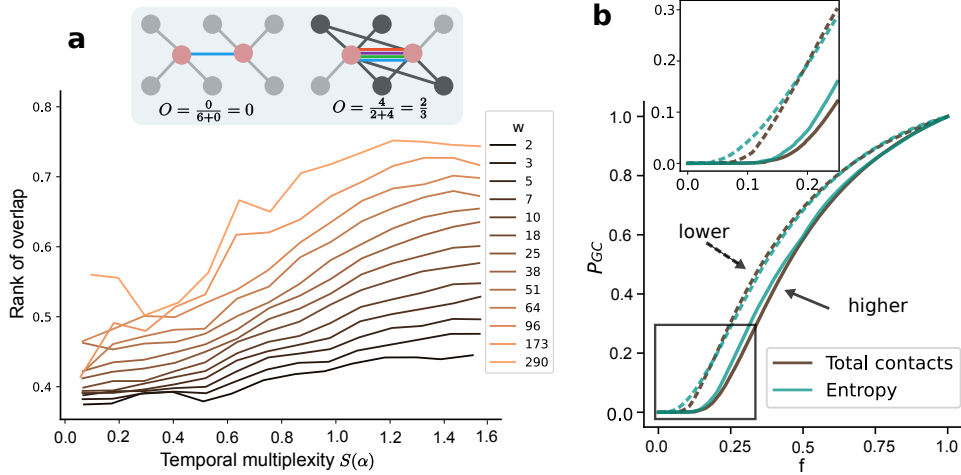 a
O = 0/(6+0) = 0
O = 4/(2+4) = 2/3
0.8
0.7
0.6
0.5
0.4
Rank of overlap
0.0 0.2 0.4 0.6 0.8 1.0 1.2 1.4 1.6
Temporal multiplexity S(α)
w
2
3
5
7
10
18
25
38
51
64
96
173
290
b
0.3
0.2
0.1
0.0
0.0 0.1 0.2
1.0
0.8
0.6
0.4
0.2
0.0
P_GC
lower
higher
Total contacts
Entropy
0.0 0.25 0.5 0.75 1.0
f